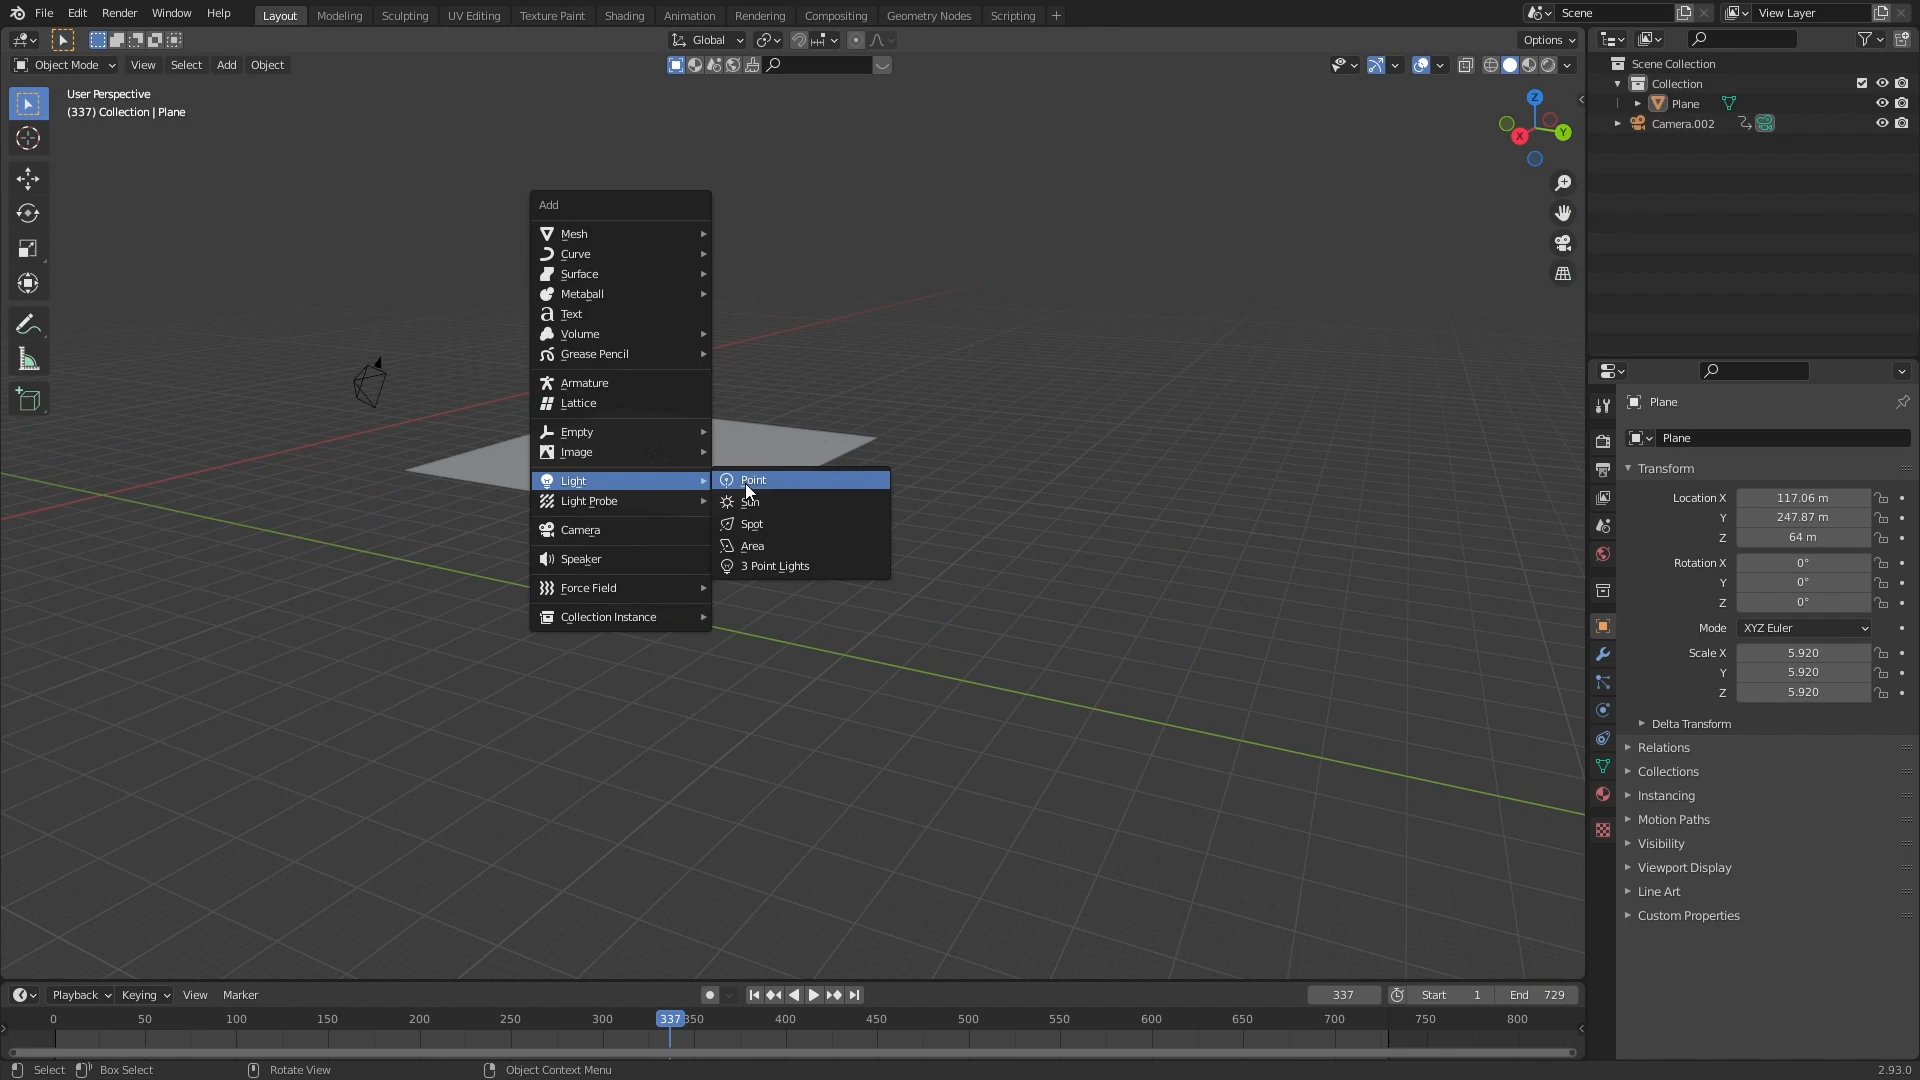 File Edit Render Window Help Layout Modeling Sculpting UV Editing Texture Paint Shading Animation Rendering Compositing Geometry Nodes Scripting + Scene View Layer
Global Options
Object Mode View Select Add Object
User Perspective
(337) Collection | Plane
Z
X
Y
Add
Mesh
Curve
Surface
Metaball
Text
Volume
Grease Pencil
Armature
Lattice
Empty
Image
Light
Light Probe
Camera
Speaker
Force Field
Collection Instance
Point
Sun
Spot
Area
3 Point Lights
Scene Collection
Collection
Plane
Camera.002
Plane
Plane
Transform
Location X 117.06 m
Y 247.87 m
Z 64 m
Rotation X 0°
Y 0°
Z 0°
Mode XYZ Euler
Scale X 5.920
Y 5.920
Z 5.920
Delta Transform
Relations
Collections
Instancing
Motion Paths
Visibility
Viewport Display
Line Art
Custom Properties
Playback Keying View Marker 337 Start 1 End 729
0 50 100 150 200 250 300 337 350 400 450 500 550 600 650 700 750 800
Select Box Select Rotate View Object Context Menu 2.93.0